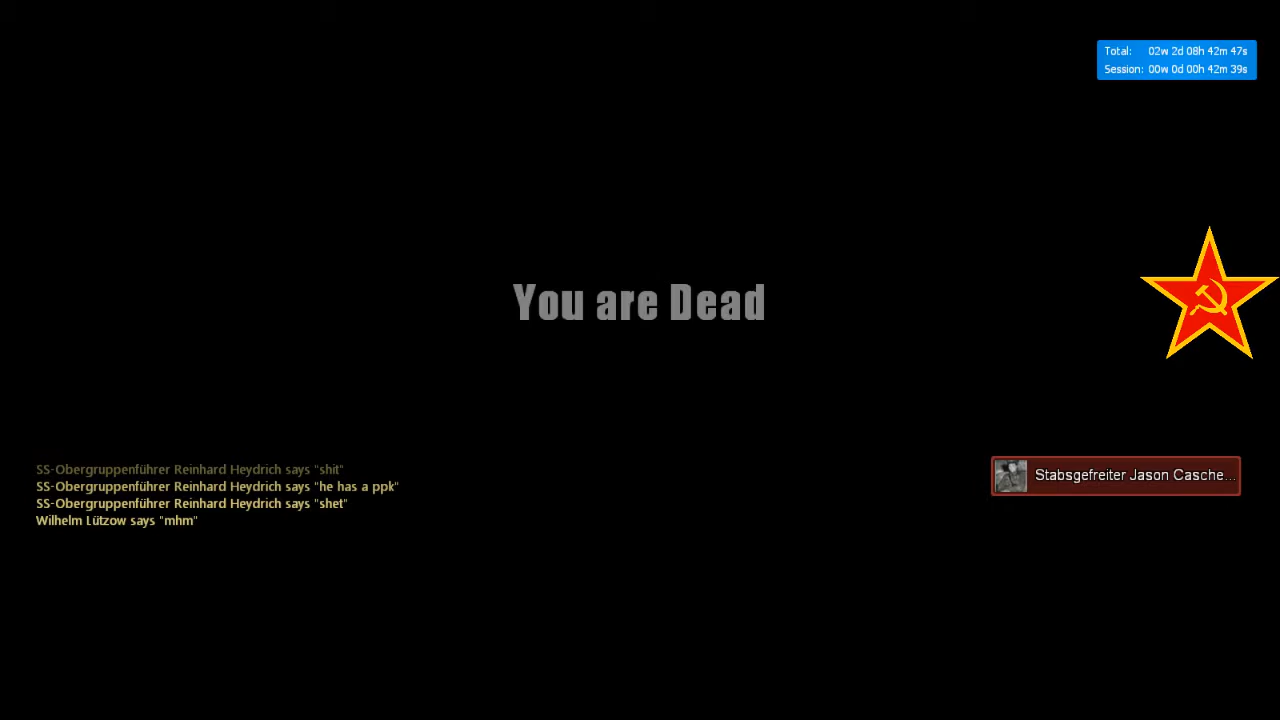 Total: 02w 2d 08h 42m 47s
Session: 00w 0d 00h 42m 39s
You are Dead
SS-Obergruppenführer Reinhard Heydrich says "shit"
SS-Obergruppenführer Reinhard Heydrich says "he has a ppk"
SS-Obergruppenführer Reinhard Heydrich says "shet"
Wilhelm Lützow says "mhm"
Stabsgefreiter Jason Casche...